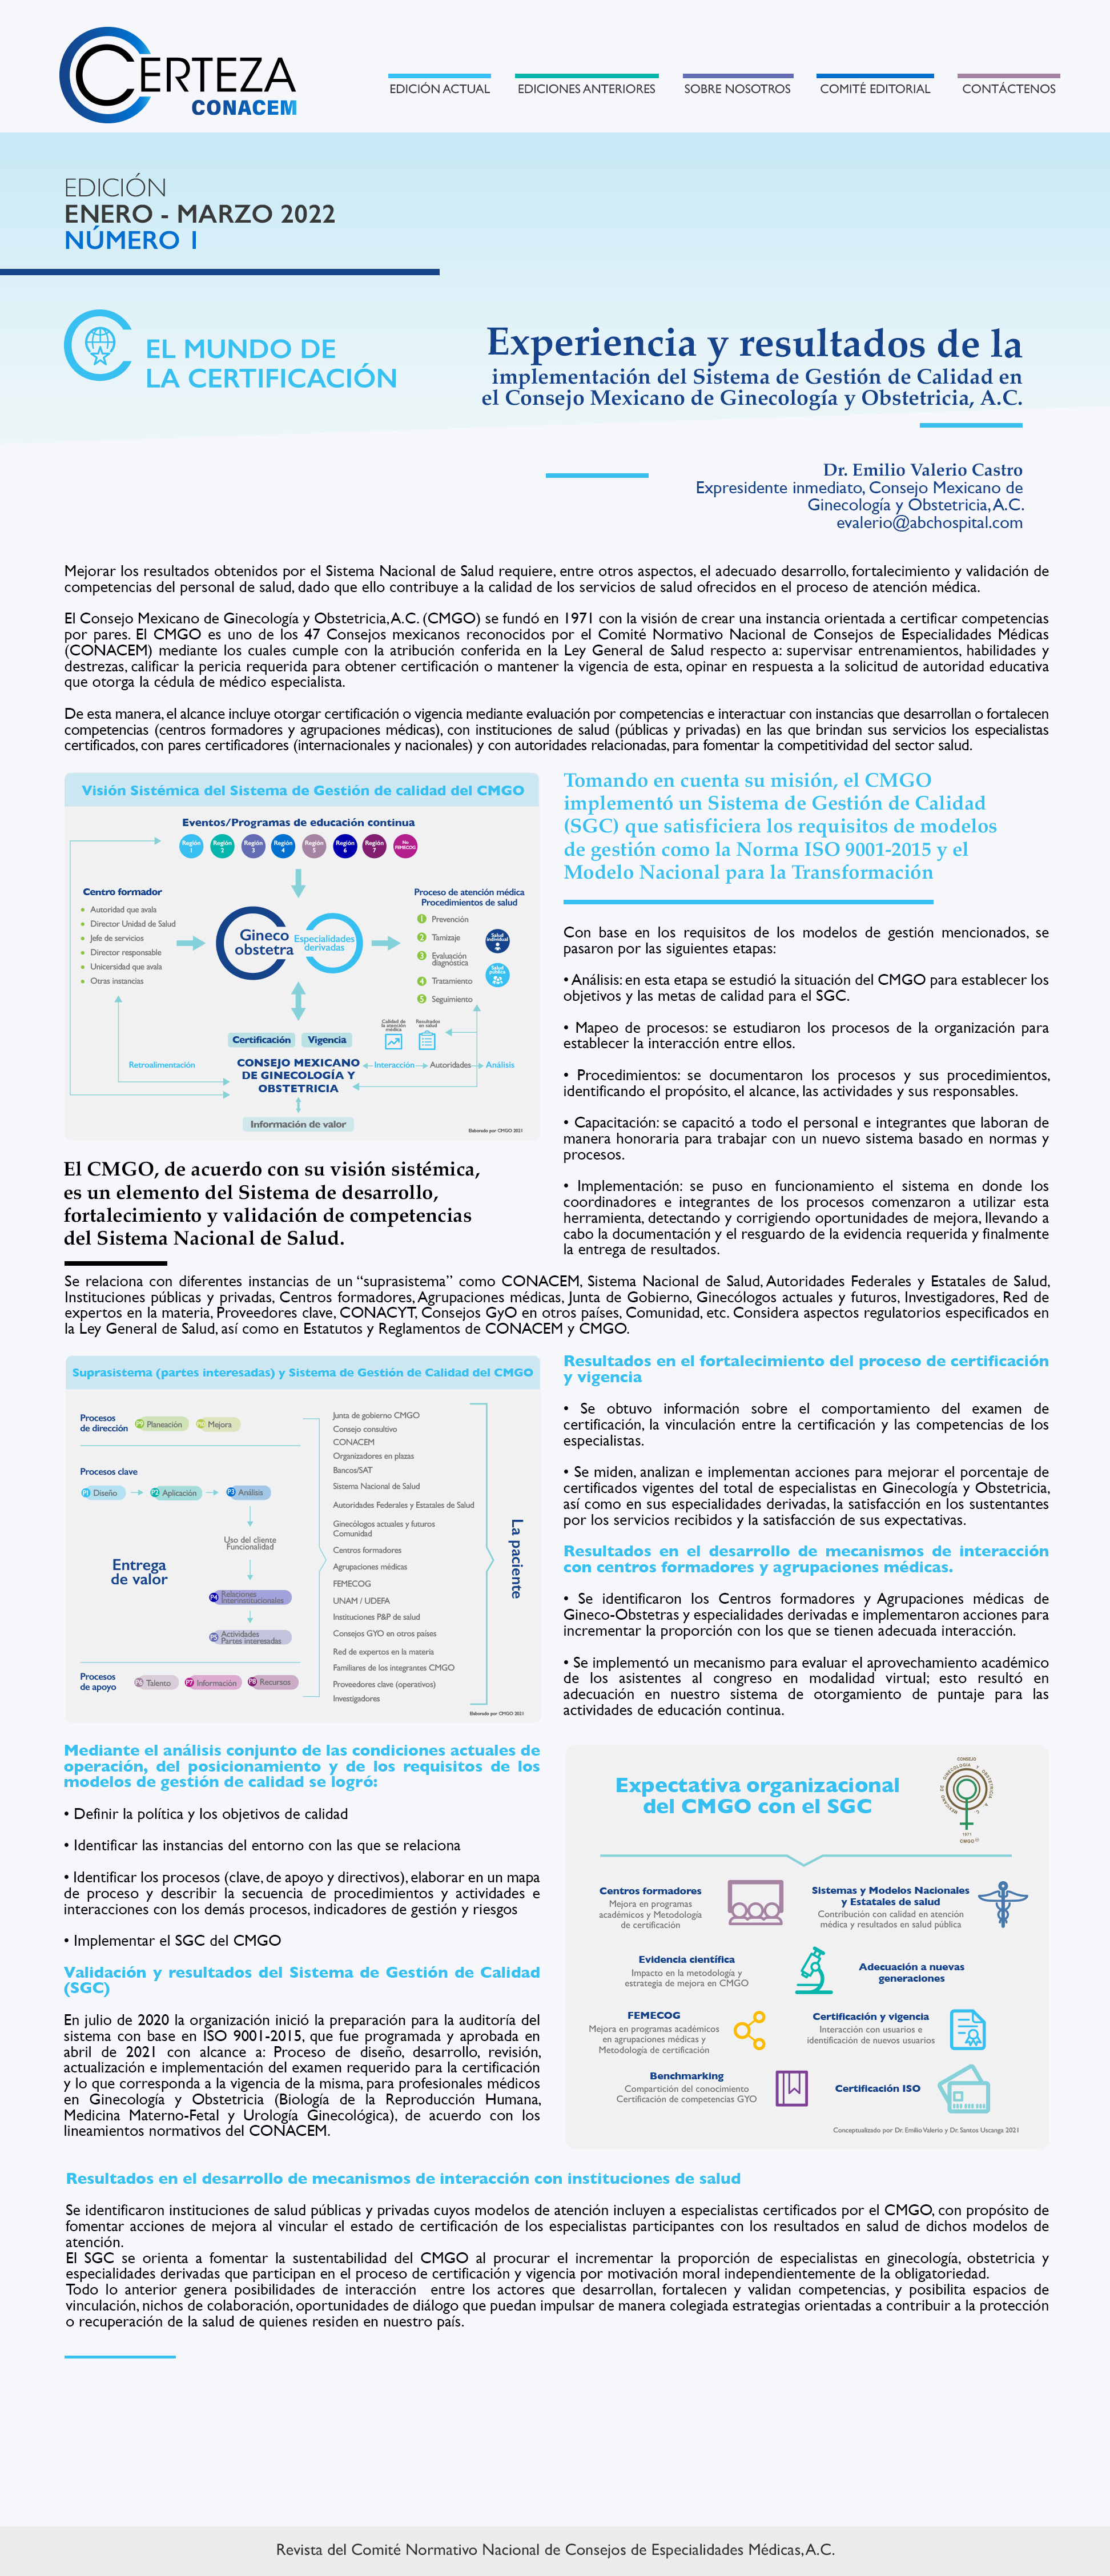 CERTEZA
CONACEM
EDICIÓN ACTUAL
EDICIONES ANTERIORES
SOBRE NOSOTROS
COMITÉ EDITORIAL
CONTÁCTENOS
EDICIÓN
ENERO - MARZO 2022
NÚMERO 1
EL MUNDO DE
LA CERTIFICACIÓN
Experiencia y resultados de la
implementación del Sistema de Gestión de Calidad en
el Consejo Mexicano de Ginecología y Obstetricia, A.C.
Dr. Emilio Valerio Castro
Expresidente inmediato, Consejo Mexicano de
Ginecología y Obstetricia, A.C.
evalerio@abchospital.com
Mejorar los resultados obtenidos por el Sistema Nacional de Salud requiere, entre otros aspectos, el adecuado desarrollo, fortalecimiento y validación de
competencias del personal de salud, dado que ello contribuye a la calidad de los servicios de salud ofrecidos en el proceso de atención médica.
El Consejo Mexicano de Ginecología y Obstetricia, A.C. (CMGO) se fundó en 1971 con la visión de crear una instancia orientada a certificar competencias
por pares. El CMGO es uno de los 47 Consejos mexicanos reconocidos por el Comité Normativo Nacional de Consejos de Especialidades Médicas
(CONACEM) mediante los cuales cumple con la atribución conferida en la Ley General de Salud respecto a: supervisar entrenamientos, habilidades y
destrezas, calificar la pericia requerida para obtener certificación o mantener la vigencia de esta, opinar en respuesta a la solicitud de autoridad educativa
que otorga la cédula de médico especialista.
De esta manera, el alcance incluye otorgar certificación o vigencia mediante evaluación por competencias e interactuar con instancias que desarrollan o fortalecen
competencias (centros formadores y agrupaciones médicas), con instituciones de salud (públicas y privadas) en las que brindan sus servicios los especialistas
certificados, con pares certificadores (internacionales y nacionales) y con autoridades relacionadas, para fomentar la competitividad del sector salud.
Visión Sistémica del Sistema de Gestión de calidad del CMGO
Eventos/Programas de educación continua
Región 1
Región 2
Región 3
Región 4
Región 5
Región 6
Región 7
No FEMECOG
Centro formador
Autoridad que avala
Director Unidad de Salud
Jefe de servicios
Director responsable
Unicersidad que avala
Otras instancias
Gineco
obstetra
Especialidades
derivadas
Proceso de atención médica
Procedimientos de salud
1 Prevención
2 Tamizaje
3 Evaluación
diagnóstica
4 Tratamiento
5 Seguimiento
Salud individual
Salud pública
Calidad de
la atención
médica
Resultados
en salud
Certificación
Vigencia
Retroalimentación
CONSEJO MEXICANO
DE GINECOLOGÍA Y
OBSTETRICIA
Interacción
Autoridades
Análisis
Información de valor
Elaborado por CMGO 2021
Tomando en cuenta su misión, el CMGO
implementó un Sistema de Gestión de Calidad
(SGC) que satisficiera los requisitos de modelos
de gestión como la Norma ISO 9001-2015 y el
Modelo Nacional para la Transformación
Con base en los requisitos de los modelos de gestión mencionados, se
pasaron por las siguientes etapas:
• Análisis: en esta etapa se estudió la situación del CMGO para establecer los
objetivos y las metas de calidad para el SGC.
• Mapeo de procesos: se estudiaron los procesos de la organización para
establecer la interacción entre ellos.
• Procedimientos: se documentaron los procesos y sus procedimientos,
identificando el propósito, el alcance, las actividades y sus responsables.
• Capacitación: se capacitó a todo el personal e integrantes que laboran de
manera honoraria para trabajar con un nuevo sistema basado en normas y
procesos.
• Implementación: se puso en funcionamiento el sistema en donde los
coordinadores e integrantes de los procesos comenzaron a utilizar esta
herramienta, detectando y corrigiendo oportunidades de mejora, llevando a
cabo la documentación y el resguardo de la evidencia requerida y finalmente
la entrega de resultados.
El CMGO, de acuerdo con su visión sistémica,
es un elemento del Sistema de desarrollo,
fortalecimiento y validación de competencias
del Sistema Nacional de Salud.
Se relaciona con diferentes instancias de un “suprasistema” como CONACEM, Sistema Nacional de Salud, Autoridades Federales y Estatales de Salud,
Instituciones públicas y privadas, Centros formadores, Agrupaciones médicas, Junta de Gobierno, Ginecólogos actuales y futuros, Investigadores, Red de
expertos en la materia, Proveedores clave, CONACYT, Consejos GyO en otros países, Comunidad, etc. Considera aspectos regulatorios especificados en
la Ley General de Salud, así como en Estatutos y Reglamentos de CONACEM y CMGO.
Suprasistema (partes interesadas) y Sistema de Gestión de Calidad del CMGO
Procesos
de dirección
Planeación
Mejora
Procesos clave
P1 Diseño
P2 Aplicación
P3 Análisis
Uso del cliente
Funcionalidad
Entrega
de valor
P4 Relaciones
Interinstitucionales
P5 Actividades
Partes interesadas
Procesos
de apoyo
P6 Talento
P7 Información
P8 Recursos
Junta de gobierno CMGO
Consejo consultivo
CONACEM
Organizadores en plazas
Bancos/SAT
Sistema Nacional de Salud
Autoridades Federales y Estatales de Salud
Ginecólogos actuales y futuros
Comunidad
Centros formadores
Agrupaciones médicas
FEMECOG
UNAM / UDEFA
Instituciones P&P de salud
Consejos GYO en otros países
Red de expertos en la materia
Familiares de los integrantes CMGO
Proveedores clave (operativos)
Investigadores
La paciente
Elaborado por CMGO 2021
Resultados en el fortalecimiento del proceso de certificación
y vigencia
• Se obtuvo información sobre el comportamiento del examen de
certificación, la vinculación entre la certificación y las competencias de los
especialistas.
• Se miden, analizan e implementan acciones para mejorar el porcentaje de
certificados vigentes del total de especialistas en Ginecología y Obstetricia,
así como en sus especialidades derivadas, la satisfacción en los sustentantes
por los servicios recibidos y la satisfacción de sus expectativas.
Resultados en el desarrollo de mecanismos de interacción
con centros formadores y agrupaciones médicas.
• Se identificaron los Centros formadores y Agrupaciones médicas de
Gineco-Obstetras y especialidades derivadas e implementaron acciones para
incrementar la proporción con los que se tienen adecuada interacción.
• Se implementó un mecanismo para evaluar el aprovechamiento académico
de los asistentes al congreso en modalidad virtual; esto resultó en
adecuación en nuestro sistema de otorgamiento de puntaje para las
actividades de educación continua.
Mediante el análisis conjunto de las condiciones actuales de
operación, del posicionamiento y de los requisitos de los
modelos de gestión de calidad se logró:
• Definir la política y los objetivos de calidad
• Identificar las instancias del entorno con las que se relaciona
• Identificar los procesos (clave, de apoyo y directivos), elaborar en un mapa
de proceso y describir la secuencia de procedimientos y actividades e
interacciones con los demás procesos, indicadores de gestión y riesgos
• Implementar el SGC del CMGO
Validación y resultados del Sistema de Gestión de Calidad
(SGC)
En julio de 2020 la organización inició la preparación para la auditoría del
sistema con base en ISO 9001-2015, que fue programada y aprobada en
abril de 2021 con alcance a: Proceso de diseño, desarrollo, revisión,
actualización e implementación del examen requerido para la certificación
y lo que corresponda a la vigencia de la misma, para profesionales médicos
en Ginecología y Obstetricia (Biología de la Reproducción Humana,
Medicina Materno-Fetal y Urología Ginecológica), de acuerdo con los
lineamientos normativos del CONACEM.
Expectativa organizacional
del CMGO con el SGC
CONSEJO
MEXICANO DE GINECOLOGÍA Y OBSTETRICIA A. C.
1971
CMGO®
Centros formadores
Mejora en programas
académicos y Metodología
de certificación
Sistemas y Modelos Nacionales
y Estatales de salud
Contribución con calidad en atención
médica y resultados en salud pública
Evidencia científica
Impacto en la metodología y
estrategia de mejora en CMGO
Adecuación a nuevas
generaciones
FEMECOG
Mejora en programas académicos
en agrupaciones médicas y
Metodología de certificación
Certificación y vigencia
Interacción con usuarios e
identificación de nuevos usuarios
Benchmarking
Compartición del conocimiento
Certificación de competencias GYO
Certificación ISO
Conceptualizado por Dr. Emilio Valerio y Dr. Santos Uscanga 2021
Resultados en el desarrollo de mecanismos de interacción con instituciones de salud
Se identificaron instituciones de salud públicas y privadas cuyos modelos de atención incluyen a especialistas certificados por el CMGO, con propósito de
fomentar acciones de mejora al vincular el estado de certificación de los especialistas participantes con los resultados en salud de dichos modelos de
atención.
El SGC se orienta a fomentar la sustentabilidad del CMGO al procurar el incrementar la proporción de especialistas en ginecología, obstetricia y
especialidades derivadas que participan en el proceso de certificación y vigencia por motivación moral independientemente de la obligatoriedad.
Todo lo anterior genera posibilidades de interacción entre los actores que desarrollan, fortalecen y validan competencias, y posibilita espacios de
vinculación, nichos de colaboración, oportunidades de diálogo que puedan impulsar de manera colegiada estrategias orientadas a contribuir a la protección
o recuperación de la salud de quienes residen en nuestro país.
Revista del Comité Normativo Nacional de Consejos de Especialidades Médicas, A.C.